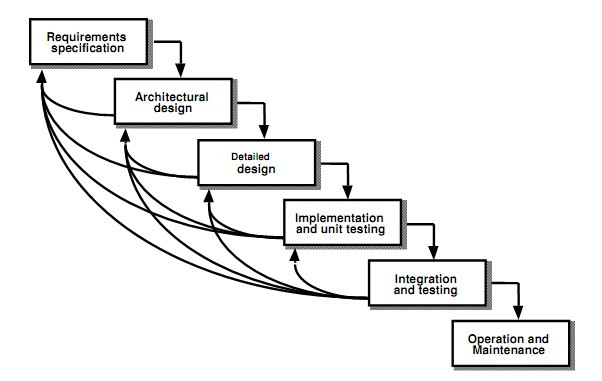 Requirements
specification
Architectural
design
Detailed
design
Implementation
and unit testing
Integration
and testing
Operation and
Maintenance